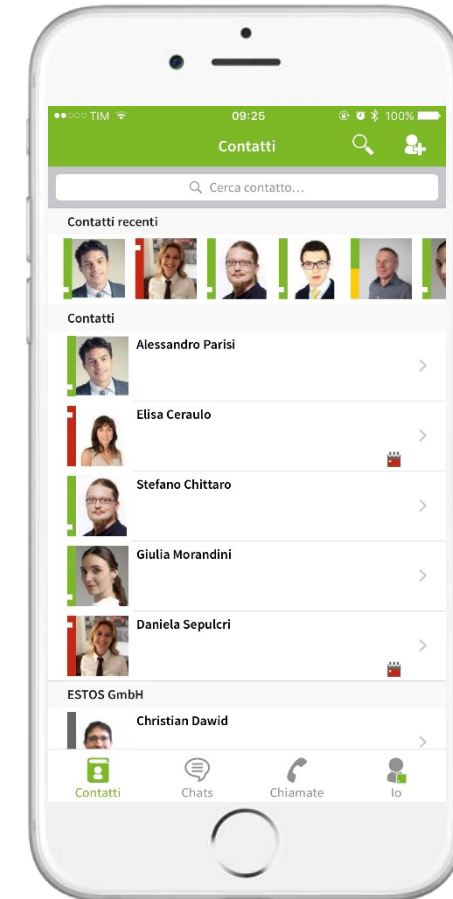 TIM 09:25 100%
Contatti
Cerca contatto...
Contatti recenti
Contatti
Alessandro Parisi
Elisa Ceraulo
Stefano Chittaro
Giulia Morandini
Daniela Sepulcri
ESTOS GmbH
Christian Dawid
Contatti Chats Chiamate Io